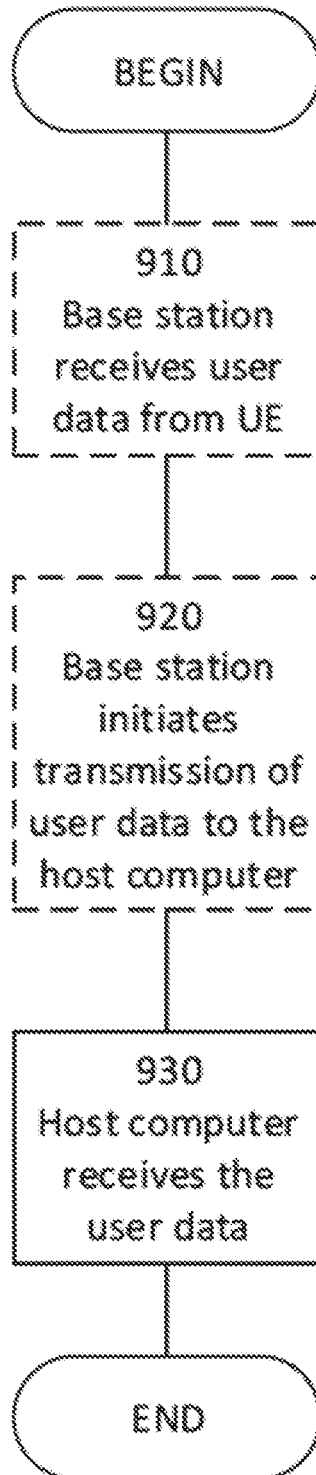 BEGIN
910
Base station
receives user
data from UE
920
Base station
initiates
transmission of
user data to the
host computer
930
Host computer
receives the
user data
END